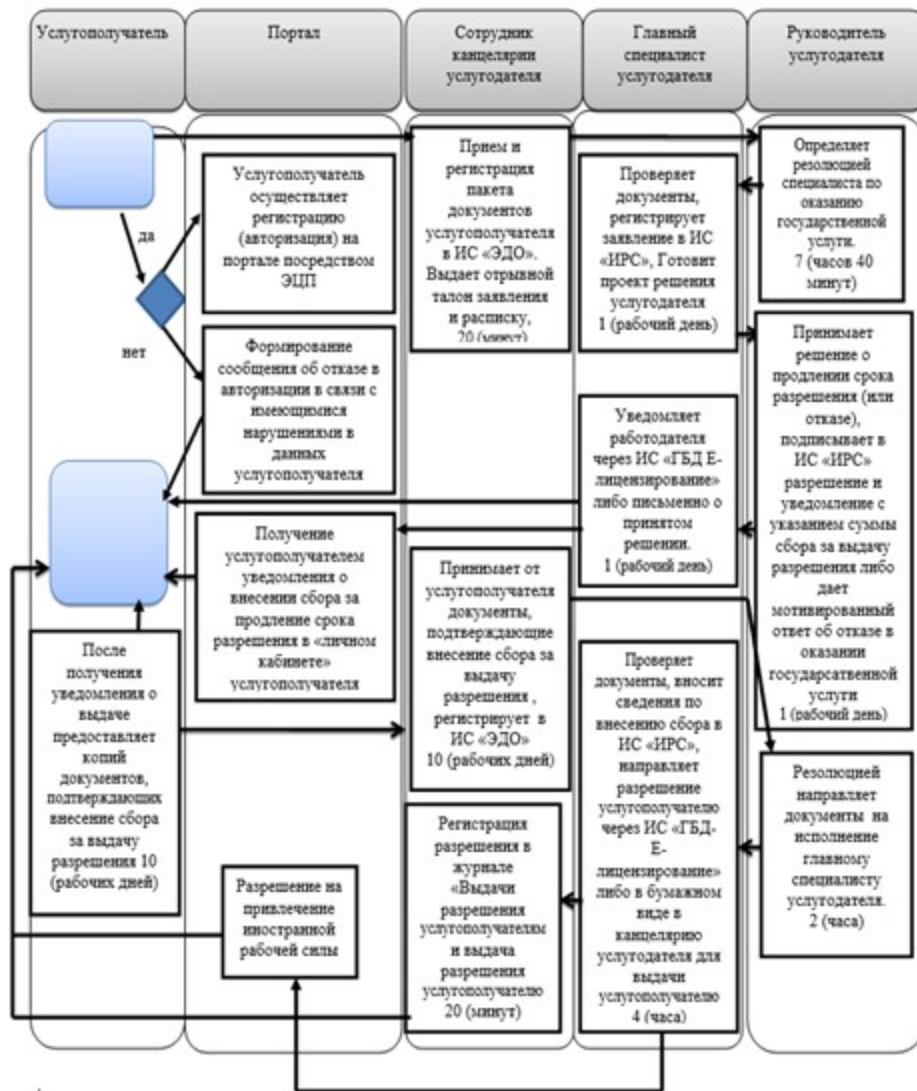 Услугополучатель
Портал
Сотрудник
канцелярии
услугодателя
Главный
специалист
услугодателя
Руководитель
услугодателя
да
нет
Услугополучатель
осуществляет
регистрацию
(авторизация) на
портале посредством
ЭЦП
Формирование
сообщения об отказе в
авторизации в связи с
имеющимися
нарушениями в
данных
услугополучателя
Прием и
регистрация
пакета
документов
услугополучателя
в ИС «ЭДО».
Выдает отрывной
талон заявления
и расписку,
20 (минут)
Проверяет
документы,
регистрирует
заявление в ИС
«ИРС», Готовит
проект решения
услугодателя
1 (рабочий день)
Определяет
резолюцией
специалиста по
оказанию
государственной
услуги.
7 (часов 40
минут)
Принимает
решение о
продлении срока
разрешения (или
отказе),
подписывает в
ИС «ИРС»
разрешение и
уведомление с
указанием суммы
сбора за выдачу
разрешения либо
дает
мотивированный
ответ об отказе в
оказании
государсатвенной
услуги
1 (рабочий день)
Уведомляет
работодателя
через ИС «ГБД Е-
лицензирование»
либо письменно о
принятом
решении.
1 (рабочий день)
Получение
услугополучателем
уведомления о
внесении сбора за
продление срока
разрешения в «личном
кабинете»
услугополучателя
Принимает от
услугополучателя
документы,
подтверждающие
внесение сбора за
выдачу
разрешения ,
регистрирует в
ИС «ЭДО»
10 (рабочих дней)
После
получения
уведомления о
выдаче
предоставляет
копий
документов,
подтверждающих
внесение сбора
за выдачу
разрешения 10
(рабочих дней)
Проверяет
документы, вносит
сведения по
внесению сбора в
ИС «ИРС»,
направляет
разрешение
услугополучателю
через ИС «ГБД-
Е-
лицензирование»
либо в бумажном
виде в
канцелярию
услугодателя для
выдачи
услугополучателю
4 (часа)
Резолюцией
направляет
документы на
исполнение
главному
специалисту
услугодателя.
2 (часа)
Регистрация
разрешения в
журнале
«Выдачи
разрешения
услугополучателям
и выдача
разрешения
услугополучателю
20 (минут)
Разрешение на
привлечение
иностранной
рабочей силы